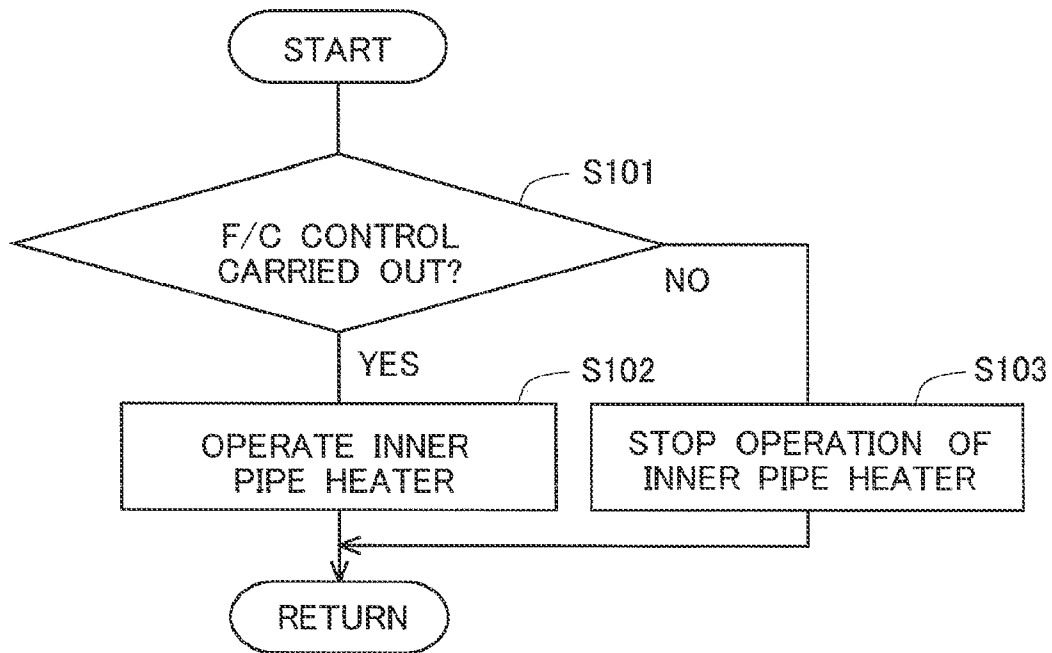 START
S101
F/C CONTROL
CARRIED OUT?
NO
YES
S102
S103
OPERATE INNER
PIPE HEATER
STOP OPERATION OF
INNER PIPE HEATER
RETURN